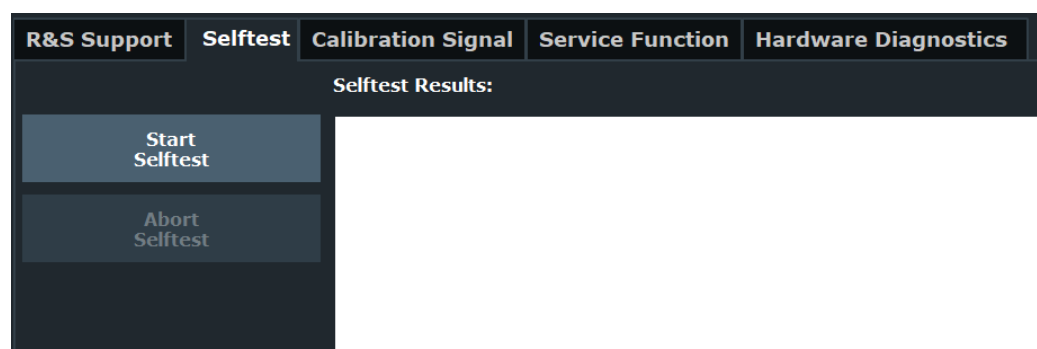 R&S Support Selftest Calibration Signal Service Function Hardware Diagnostics
Selftest Results:
Start
Selftest
Abort
Selftest